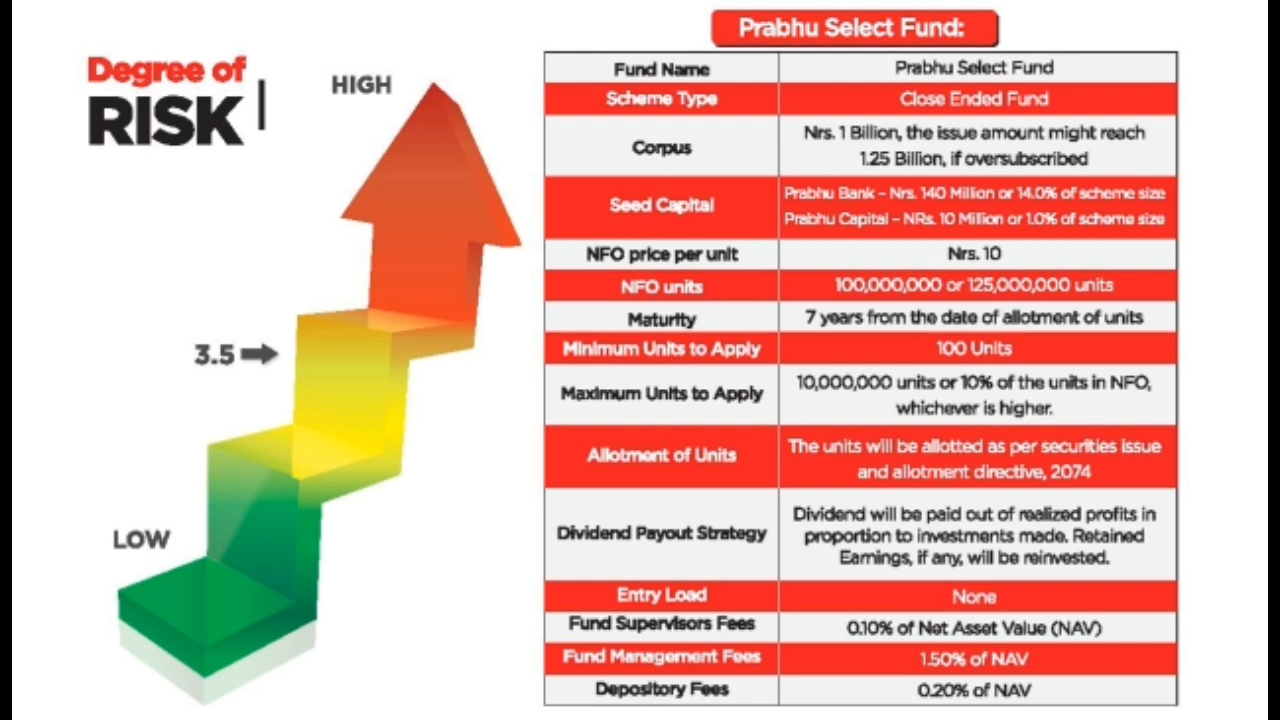 Degree of
RISK
HIGH
3.5
LOW
Prabhu Select Fund:
Fund Name Prabhu Select Fund
Scheme Type Close Ended Fund
Corpus Nrs. 1 Billion, the issue amount might reach
1.25 Billion, if oversubscribed
Seed Capital Prabhu Bank – Nrs. 140 Million or 14.0% of scheme size
Prabhu Capital – NRs. 10 Million or 1.0% of scheme size
NFO price per unit Nrs. 10
NFO units 100,000,000 or 125,000,000 units
Maturity 7 years from the date of allotment of units
Minimum Units to Apply 100 Units
Maximum Units to Apply 10,000,000 units or 10% of the units in NFO,
whichever is higher.
Allotment of Units The units will be allotted as per securities issue
and allotment directive, 2074
Dividend Payout Strategy Dividend will be paid out of realized profits in
proportion to investments made. Retained
Earnings, if any, will be reinvested.
Entry Load None
Fund Supervisors Fees 0.10% of Net Asset Value (NAV)
Fund Management Fees 1.50% of NAV
Depository Fees 0.20% of NAV